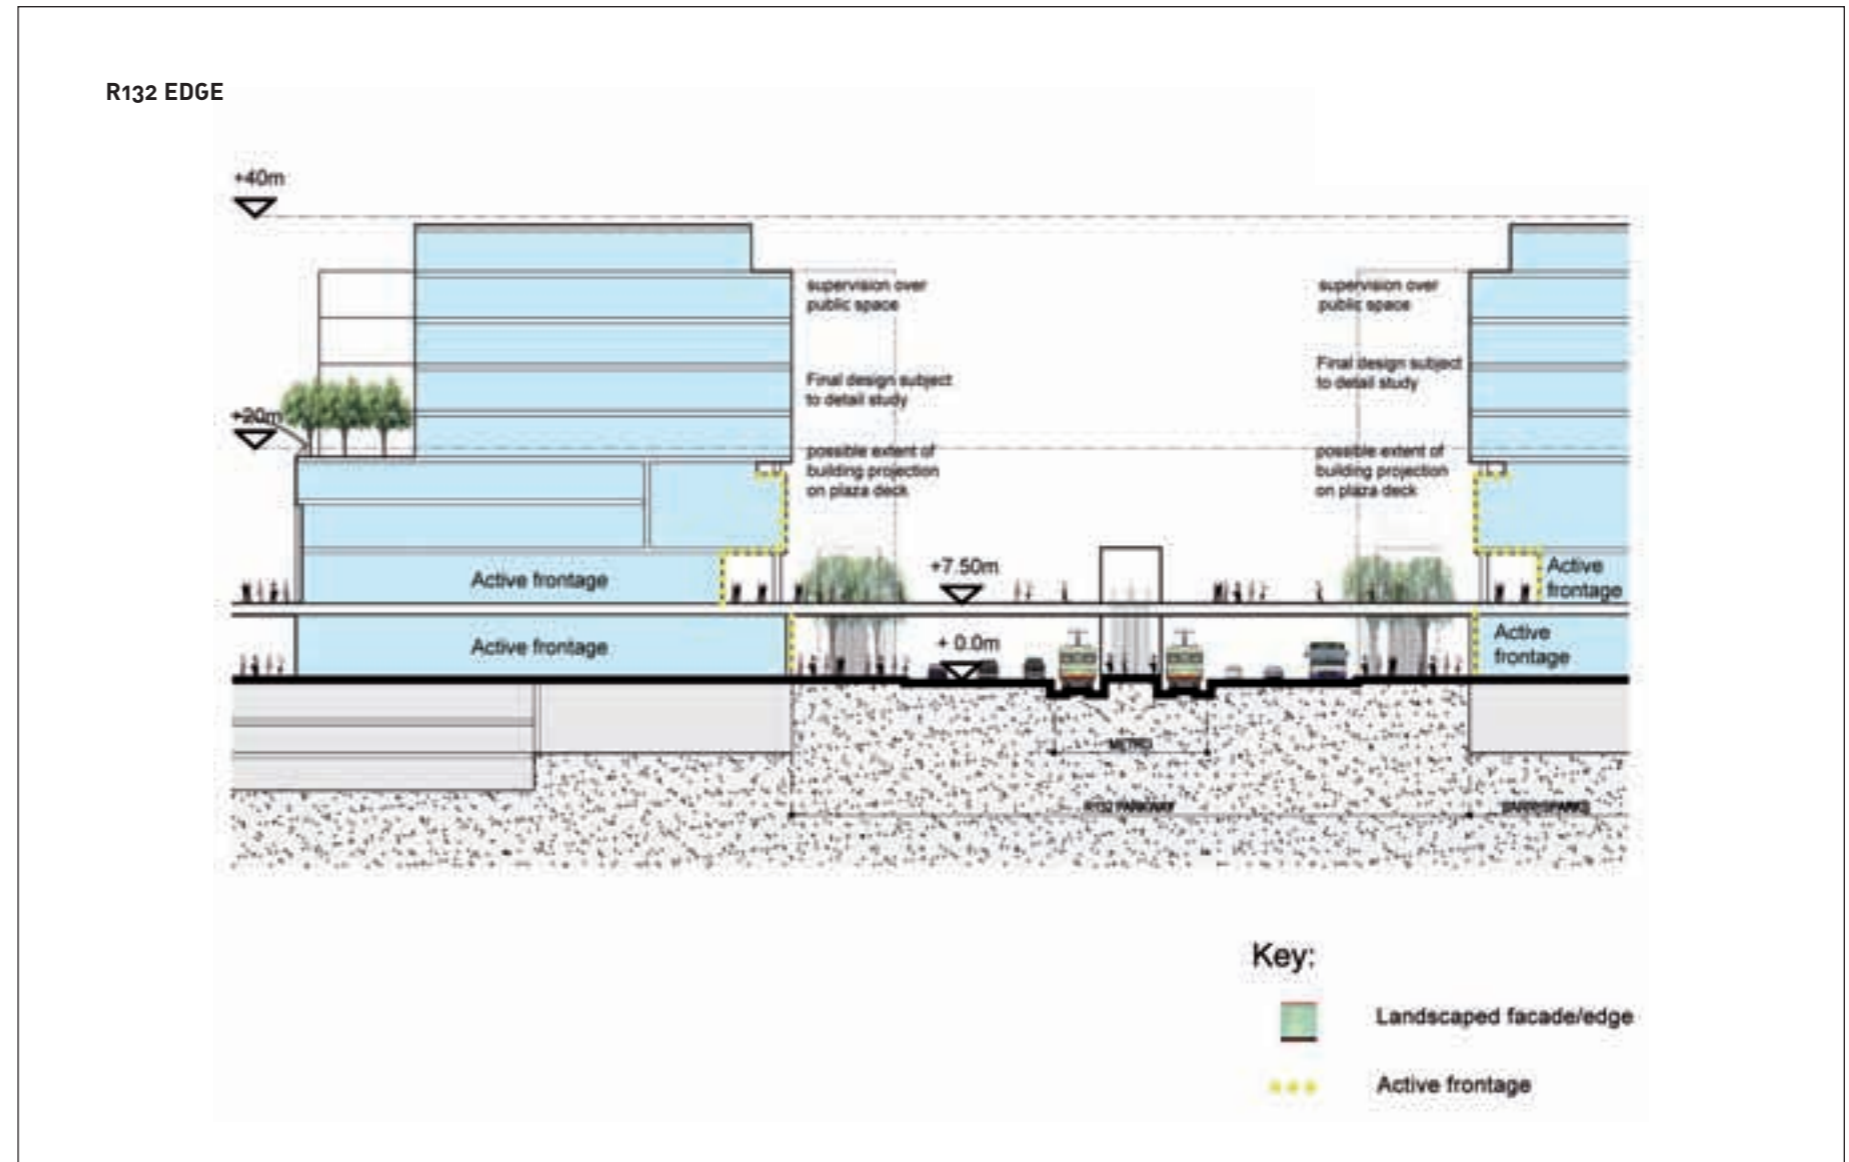 R132 EDGE
+40m
supervision over
public space
supervision over
public space
Final design subject
to detail study
Final design subject
to detail study
+20m
possible extent of
building projection
on plaza deck
possible extent of
building projection
on plaza deck
Active frontage
+7.50m
Active
frontage
Active frontage
+ 0.0m
Active
frontage
METRO
R132 PARKWAY
Key:
Landscaped facade/edge
Active frontage